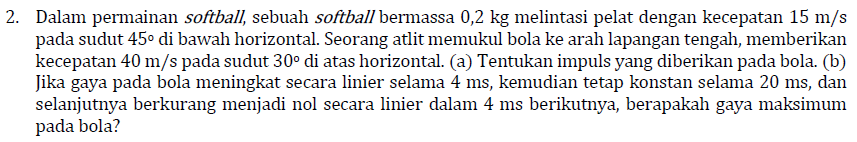 2. Dalam permainan softball, sebuah softball bermassa 0,2 kg melintasi pelat dengan kecepatan 15 m/s
pada sudut 45º di bawah horizontal. Seorang atlit memukul bola ke arah lapangan tengah, memberikan
kecepatan 40 m/s pada sudut 30º di atas horizontal. (a) Tentukan impuls yang diberikan pada bola. (b)
Jika gaya pada bola meningkat secara linier selama 4 ms, kemudian tetap konstan selama 20 ms, dan
selanjutnya berkurang menjadi nol secara linier dalam 4 ms berikutnya, berapakah gaya maksimum
pada bola?